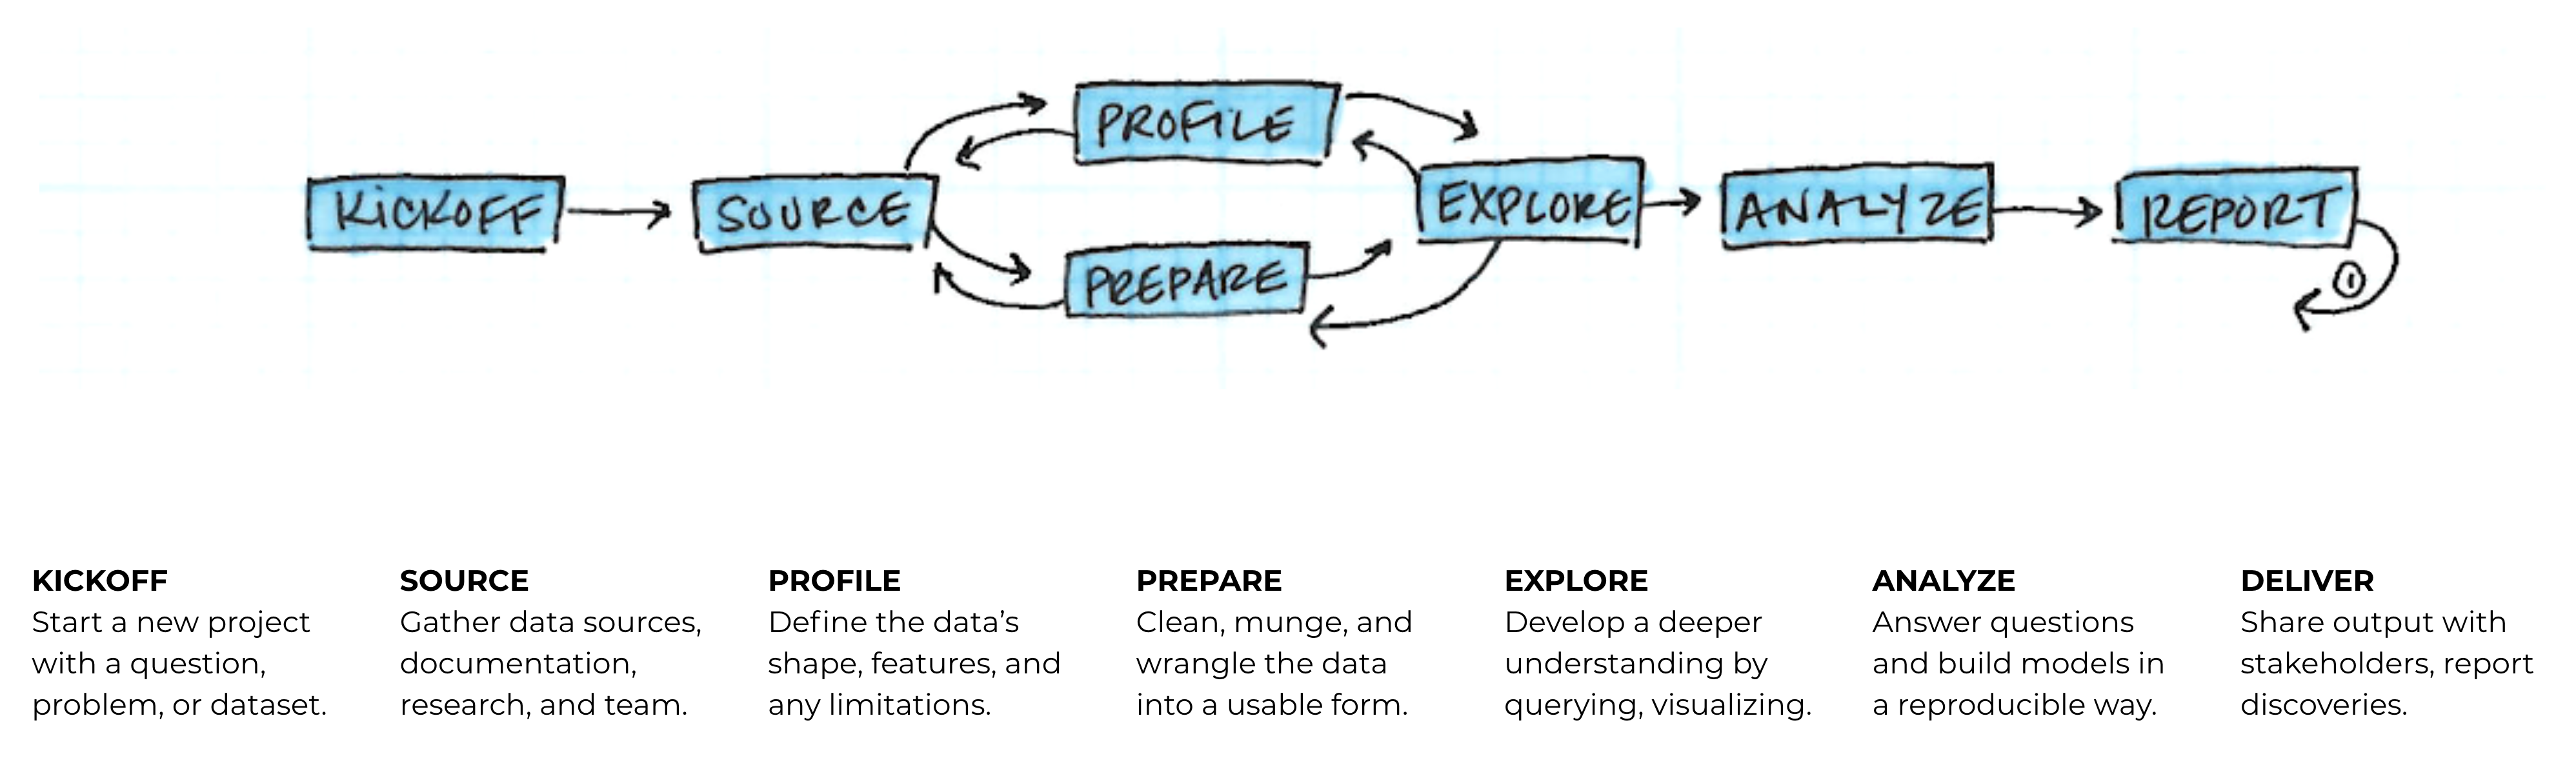 KICKOFF
SOURCE
PROFILE
PREPARE
EXPLORE
ANALYZE
REPORT
1
KICKOFF
Start a new project
with a question,
problem, or dataset.
SOURCE
Gather data sources,
documentation,
research, and team.
PROFILE
Define the data’s
shape, features, and
any limitations.
PREPARE
Clean, munge, and
wrangle the data
into a usable form.
EXPLORE
Develop a deeper
understanding by
querying, visualizing.
ANALYZE
Answer questions
and build models in
a reproducible way.
DELIVER
Share output with
stakeholders, report
discoveries.